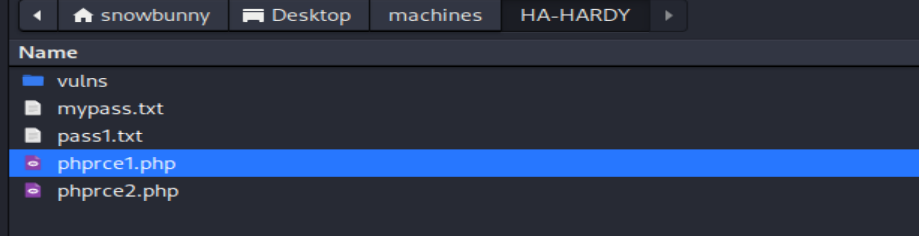 snowbunny Desktop machines HA-HARDY
Name
vulns
mypass.txt
pass1.txt
phprce1.php
phprce2.php